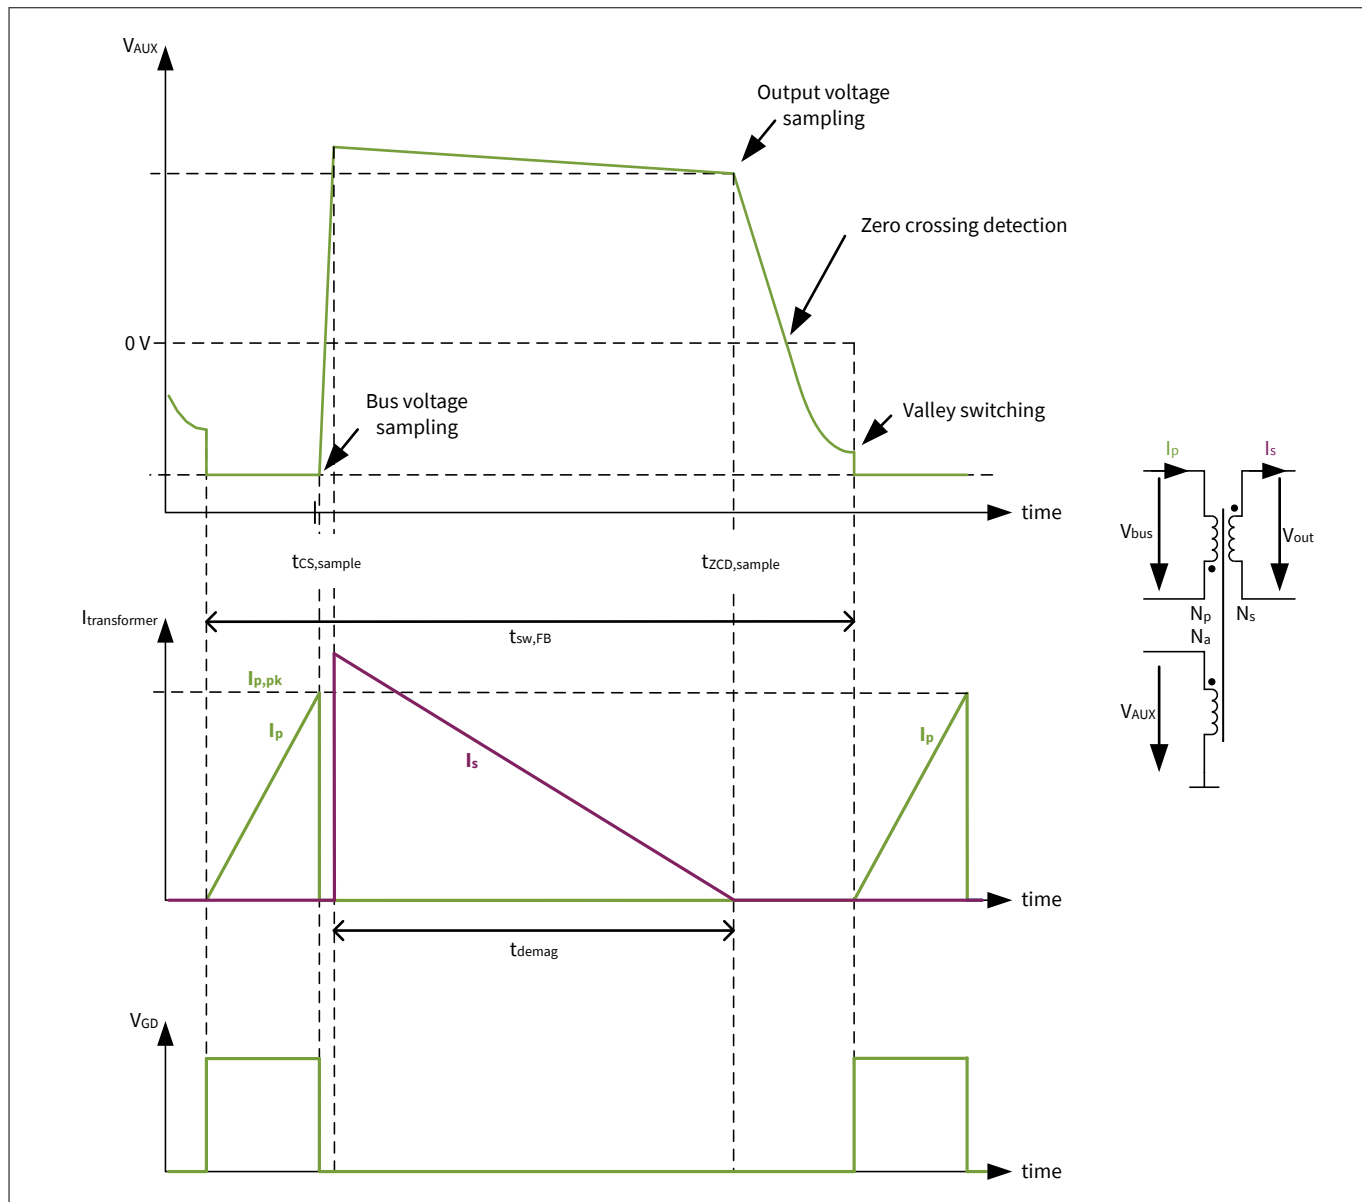 VAUX
Output voltage
sampling
Zero crossing detection
0 V
Bus voltage
sampling
Valley switching
time
tCS,sample
tZCD,sample
Itransformer
tsw,FB
Ip,pk
Ip
Is
Ip
time
tdemag
VGD
time
Ip
Is
Vbus
Vout
Np
Ns
Na
VAUX